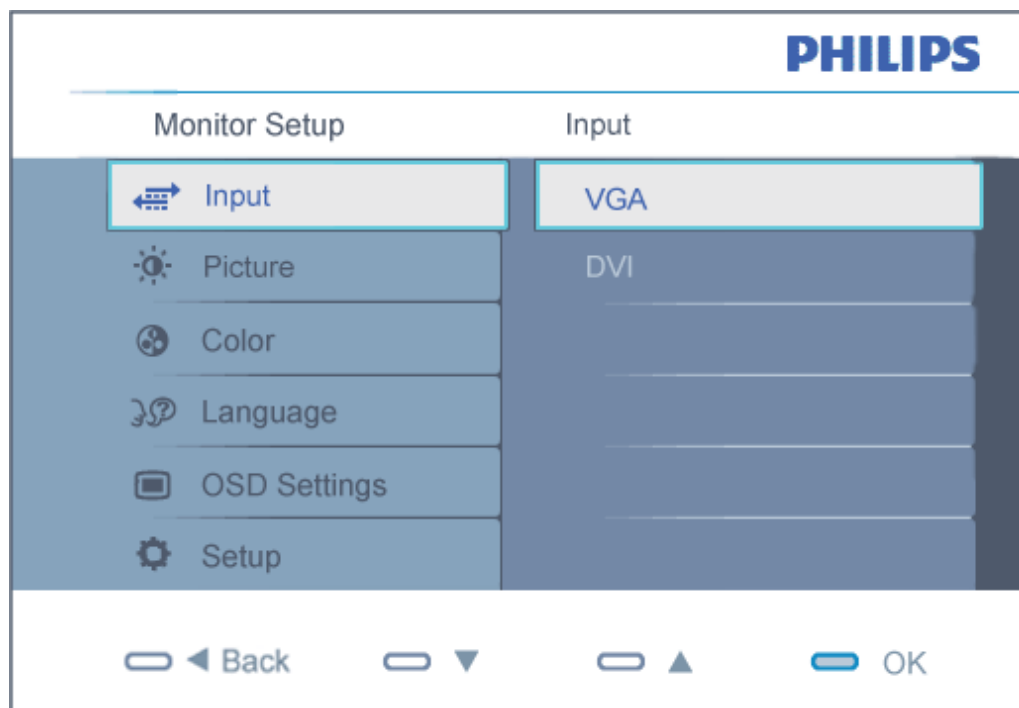 PHILIPS
Monitor Setup
Input
Input
VGA
Picture
DVI
Color
Language
OSD Settings
Setup
Back
OK